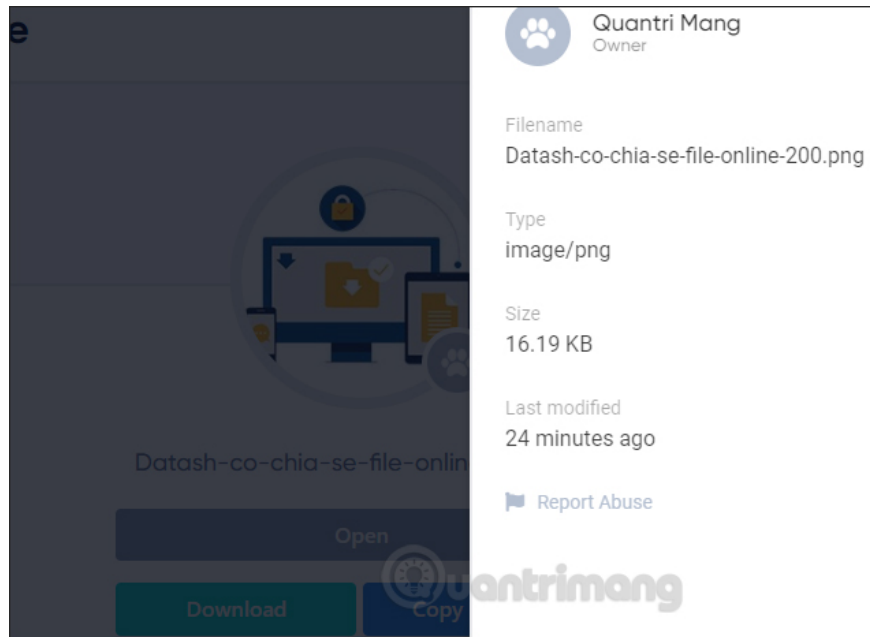 e
Quantri Mang
Owner
Filename
Datash-co-chia-se-file-online-200.png
Type
image/png
Size
16.19 KB
Last modified
24 minutes ago
Report Abuse
Datash-co-chia-se-file-onlin
Open
Download
Copy
Quantrimang